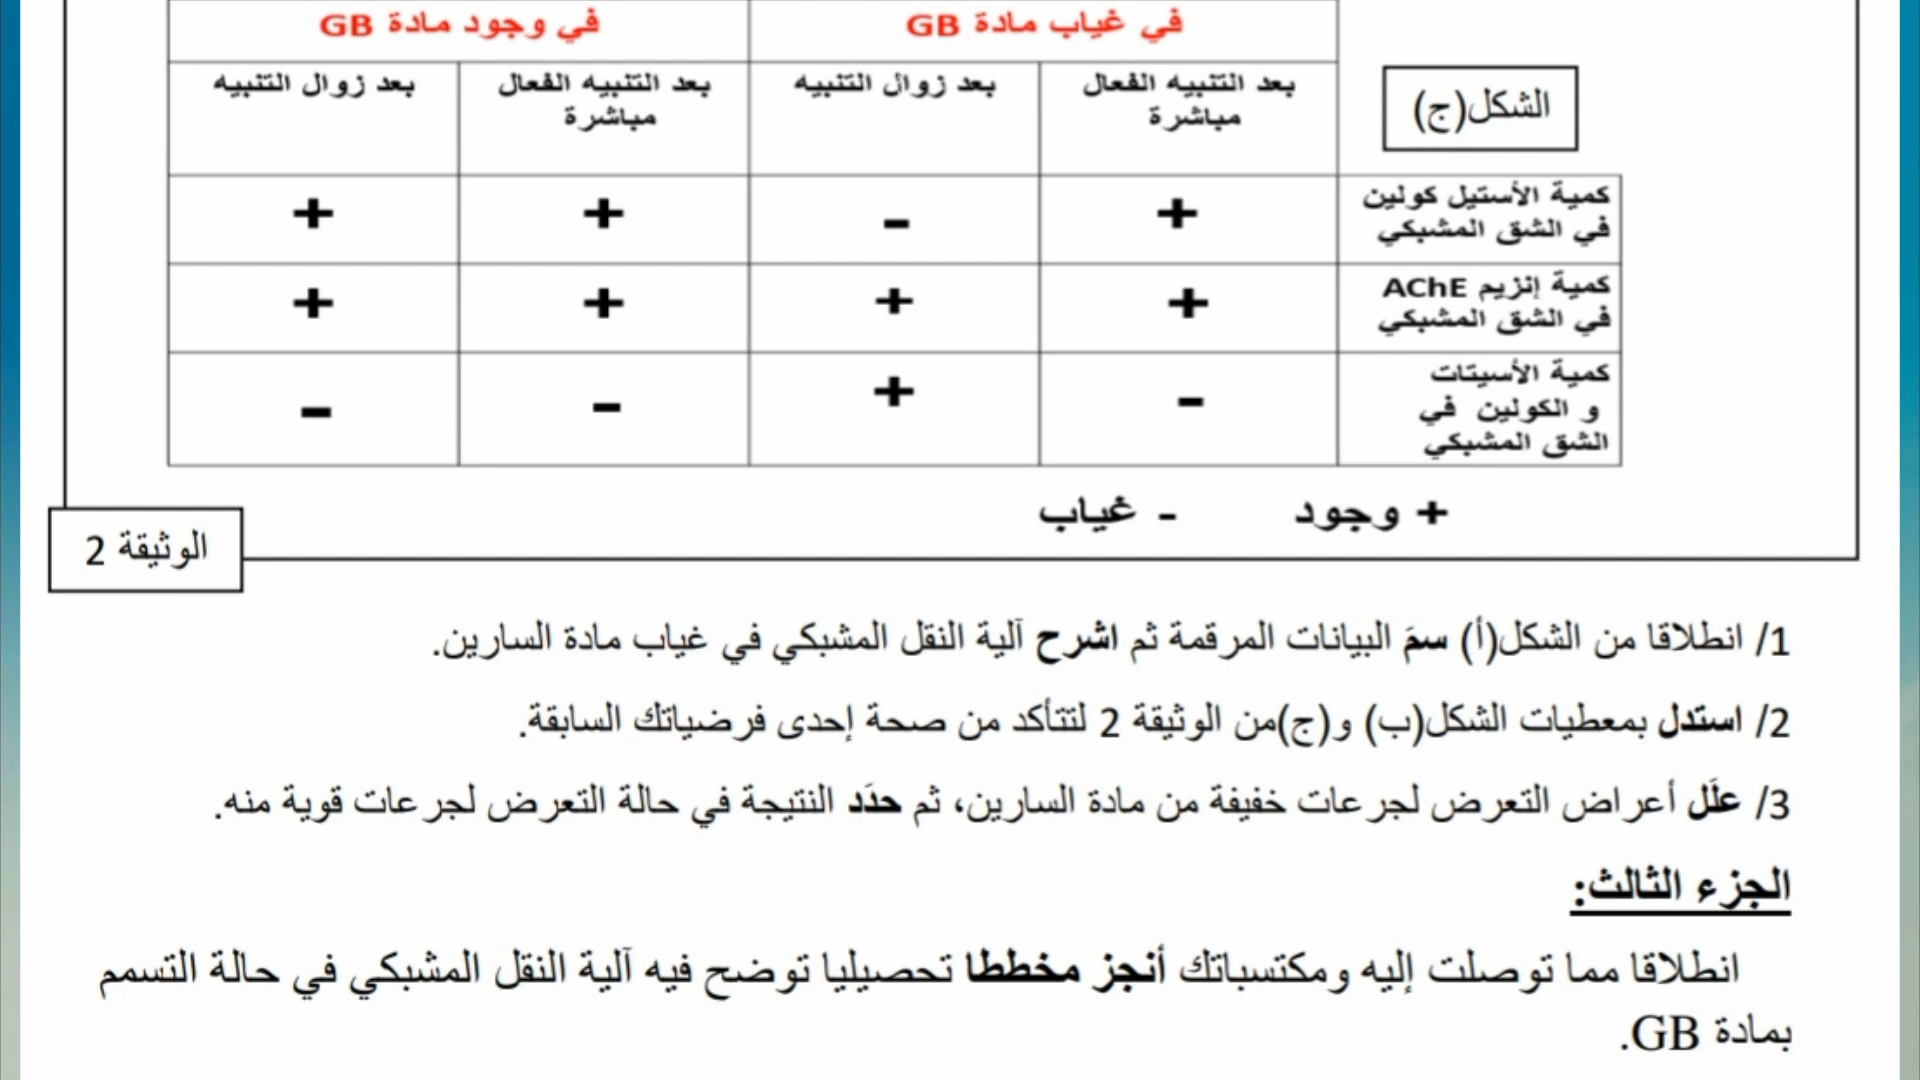 في غياب مادة GB
في وجود مادة GB
الشكل(ج)
بعد التنبيه الفعال مباشرة
بعد زوال التنبيه
بعد التنبيه الفعال مباشرة
بعد زوال التنبيه
كمية الأستيل كولين
في الشق المشبكي
+
-
+
+
كمية إنزيم AChE
في الشق المشبكي
+
+
+
+
كمية الأسيتات
و الكولين في
الشق المشبكي
-
+
-
-
+ وجود - غياب
الوثيقة 2
1/ انطلاقا من الشكل(أ) سمَ البيانات المرقمة ثم اشرح آلية النقل المشبكي في غياب مادة السارين.
2/ استدل بمعطيات الشكل(ب) و(ج)من الوثيقة 2 لتتأكد من صحة إحدى فرضياتك السابقة.
3/ علَل أعراض التعرض لجرعات خفيفة من مادة السارين، ثم حدَد النتيجة في حالة التعرض لجرعات قوية منه.
الجزء الثالث:
انطلاقا مما توصلت إليه ومكتسباتك أنجز مخططا تحصيليا توضح فيه آلية النقل المشبكي في حالة التسمم
بمادة GB.